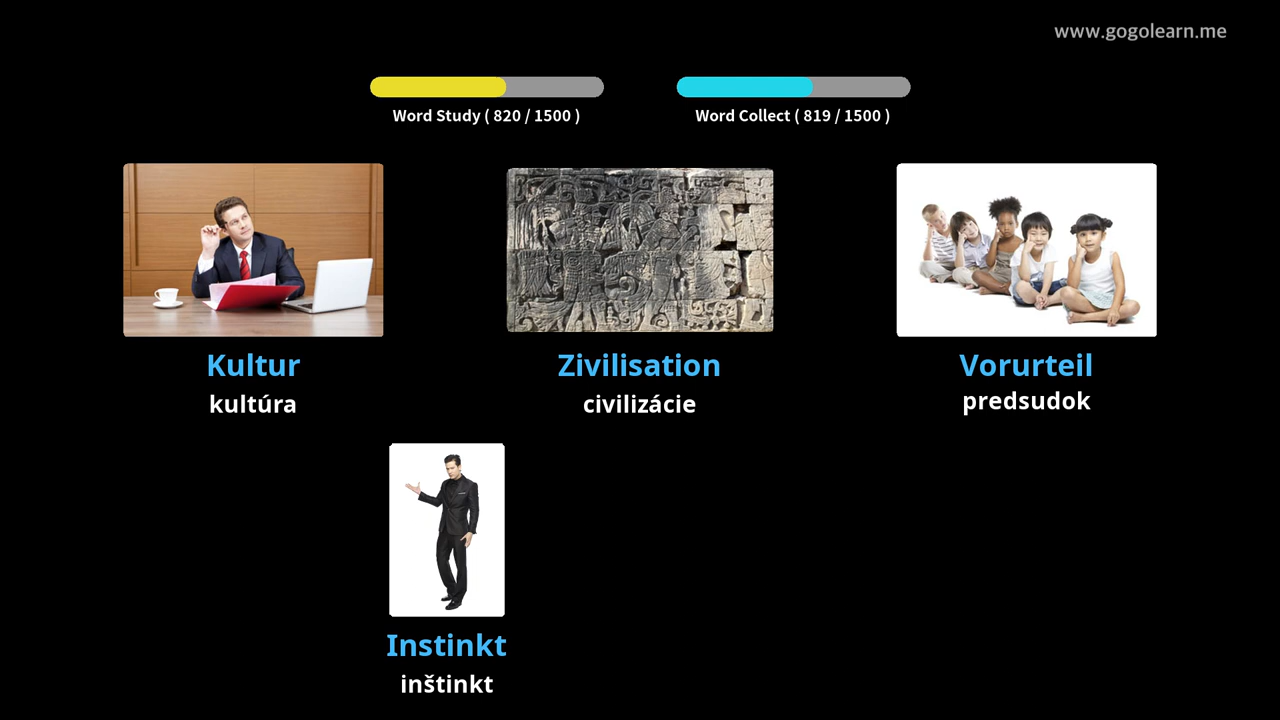 www.gogolearn.me
Word Study ( 820 / 1500 )
Word Collect ( 819 / 1500 )
Kultur
kultúra
Zivilisation
civilizácie
Vorurteil
predsudok
Instinkt
inštinkt